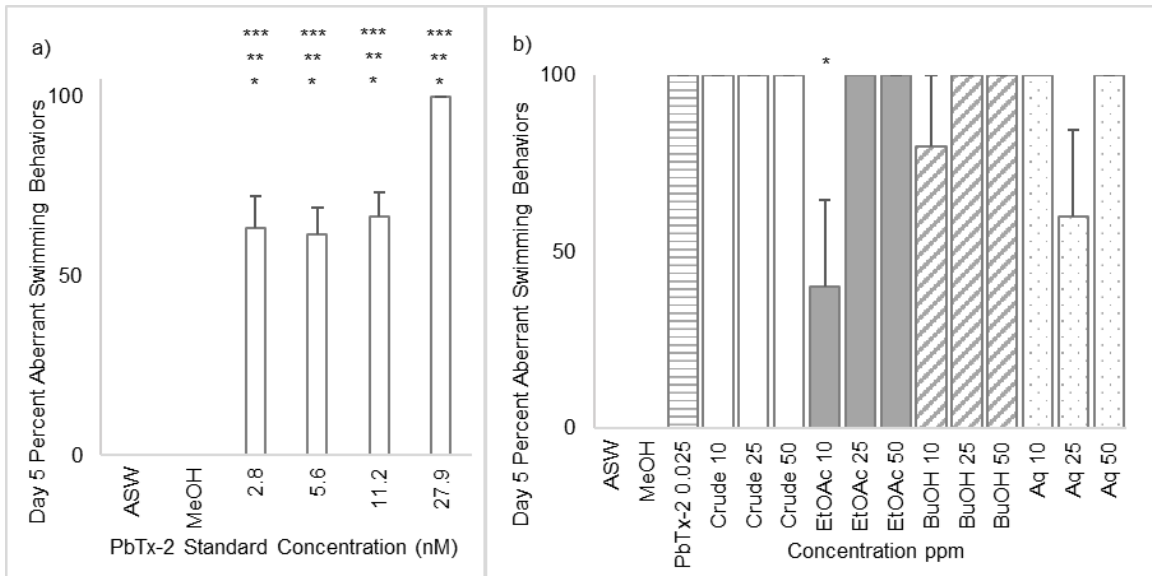 a)
***
***
***
***
**
**
**
**
*
*
*
*
Day 5 Percent Aberrant Swimming Behaviors
100
50
0
ASW
MeOH
2.8
5.6
11.2
27.9
PbTx-2 Standard Concentration (nM)
b)
*
Day 5 Percent Aberrant Swimming Behaviors
100
50
0
ASW
MeOH
PbTx-2 0.025
Crude 10
Crude 25
Crude 50
EtOAc 10
EtOAc 25
EtOAc 50
BuOH 10
BuOH 25
BuOH 50
Aq 10
Aq 25
Aq 50
Concentration ppm